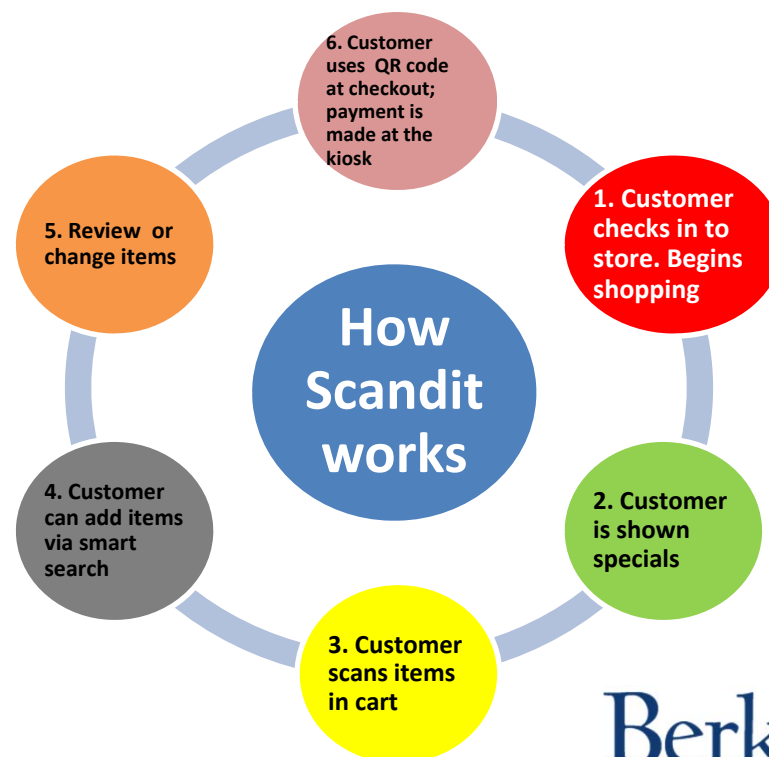 6. Customer
uses QR code
at checkout;
payment is
made at the
kiosk
1. Customer
checks in to
store. Begins
shopping
5. Review or
change items
How
Scandit
works
4. Customer
can add items
via smart
search
2. Customer
is shown
specials
3. Customer
scans items
in cart
Berk